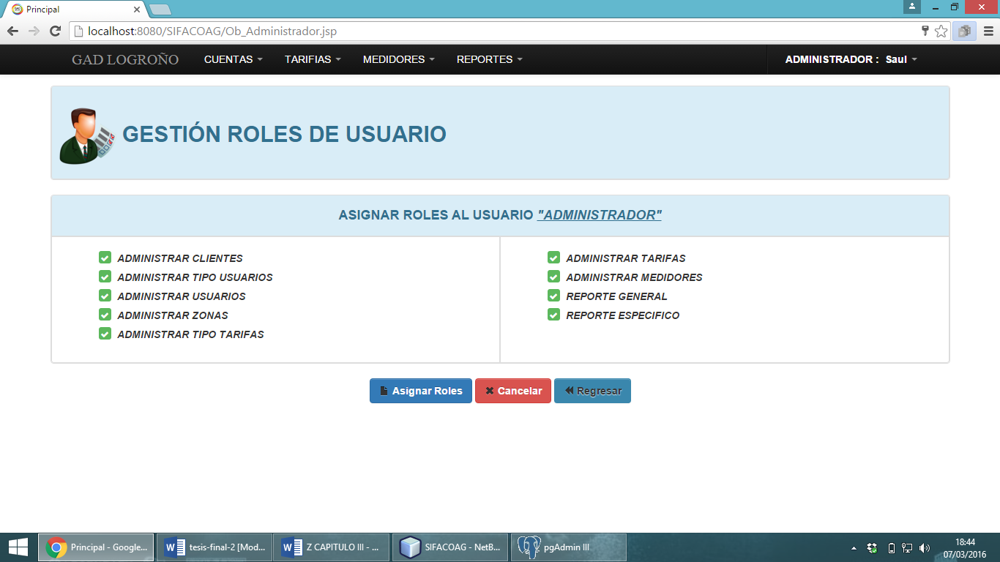 Principal
localhost:8080/SIFACOAG/Ob_Administrador.jsp
GAD LOGROÑO CUENTAS TARIFIAS MEDIDORES REPORTES ADMINISTRADOR : Saul
GESTIÓN ROLES DE USUARIO
ASIGNAR ROLES AL USUARIO "ADMINISTRADOR"
ADMINISTRAR CLIENTES
ADMINISTRAR TIPO USUARIOS
ADMINISTRAR USUARIOS
ADMINISTRAR ZONAS
ADMINISTRAR TIPO TARIFAS
ADMINISTRAR TARIFAS
ADMINISTRAR MEDIDORES
REPORTE GENERAL
REPORTE ESPECIFICO
Asignar Roles Cancelar Regresar
Principal - Google... tesis-final-2 [Mod... Z CAPITULO III - ... SIFACOAG - NetB... pgAdmin III
18:44
07/03/2016